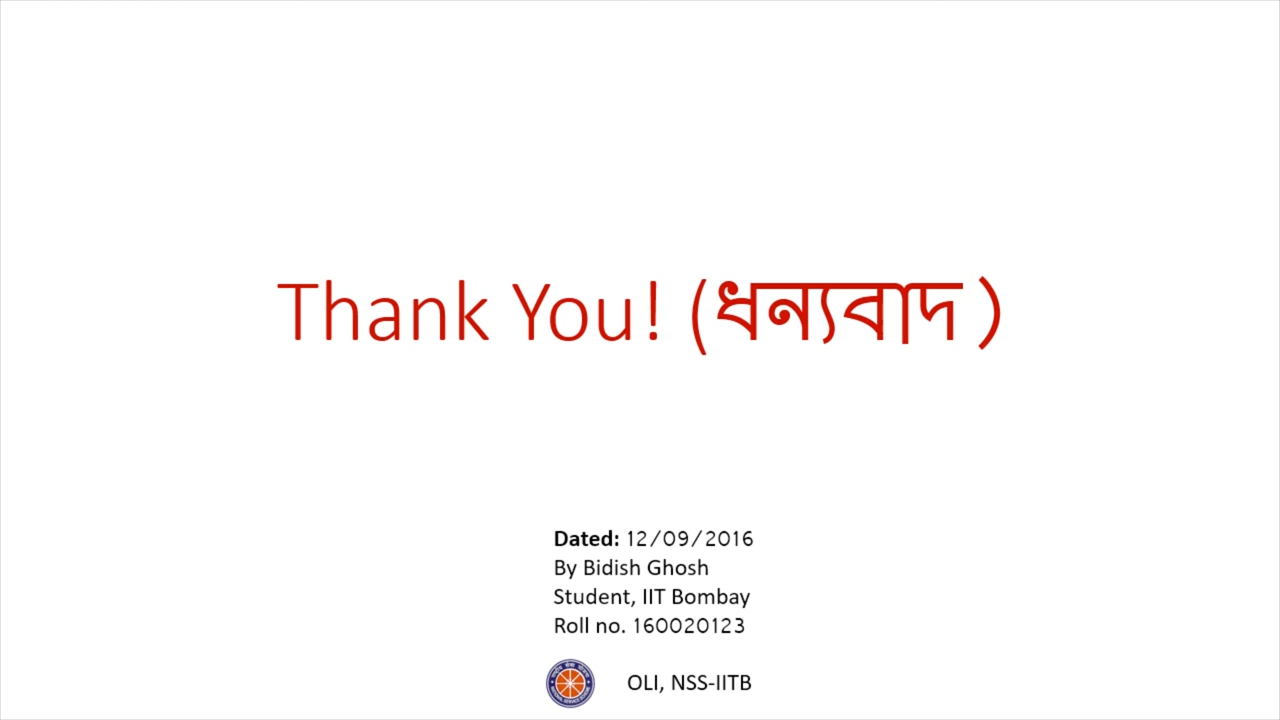 Thank You! (ধন্যবাদ )
Dated: 12/09/2016
By Bidish Ghosh
Student, IIT Bombay
Roll no. 160020123
OLI, NSS-IITB